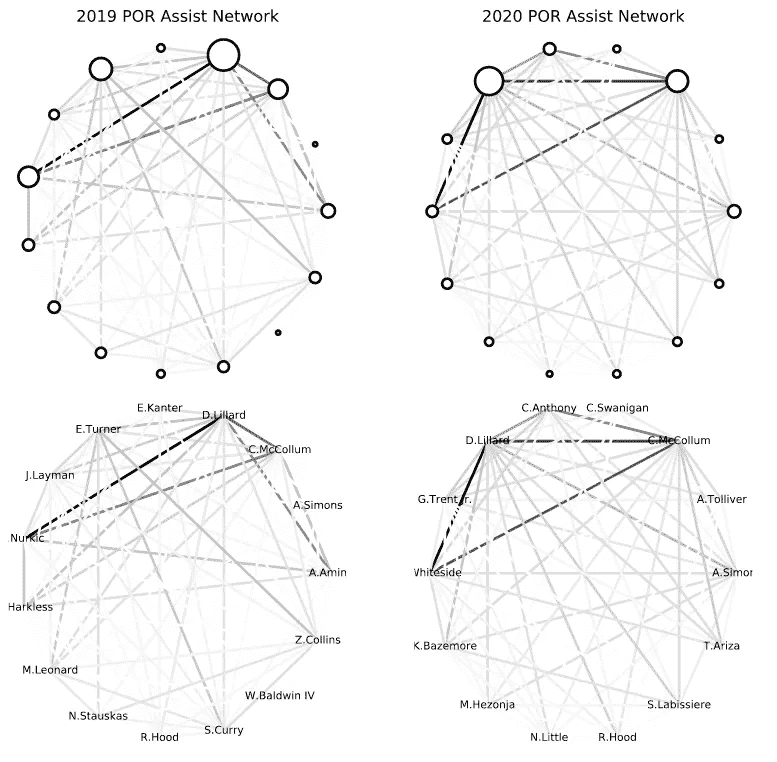 2019 POR Assist Network
2020 POR Assist Network
E.Kanter
D.Lillard
E.Turner
C.McCollum
J.Layman
A.Simons
Nurkic
A.Amin
Harkless
Z.Collins
M.Leonard
W.Baldwin IV
N.Stauskas
S.Curry
R.Hood
C.Anthony
C.Swanigan
D.Lillard
C.McCollum
G.Trent Jr.
A.Tolliver
Whiteside
A.Simor
K.Bazemore
T.Ariza
M.Hezonja
S.Labissiere
N.Little
R.Hood